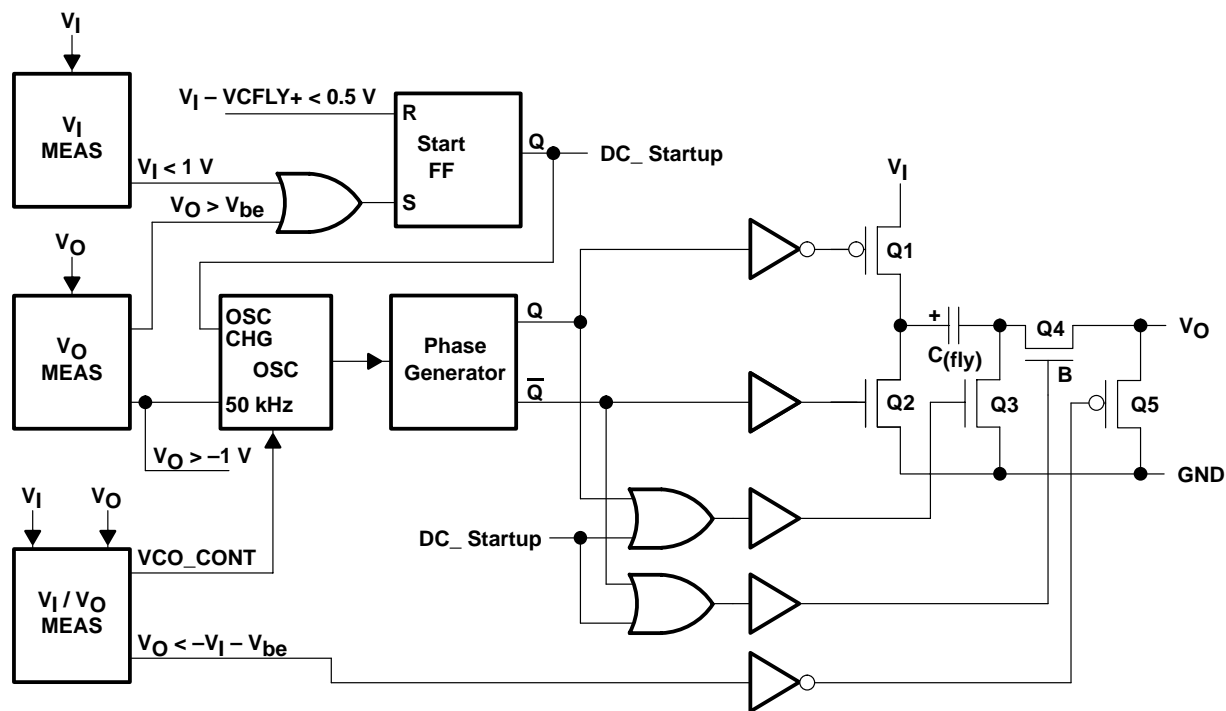 VI
VI
MEAS
VI – VCFLY+ < 0.5 V
R
Start
FF
S
Q
DC_ Startup
VI < 1 V
VO > Vbe
VO
VO
MEAS
OSC
CHG
OSC
50 kHz
VO > –1 V
Phase
Generator
Q
Q̅
VI
Q1
+
C(fly)
Q4
B
VO
Q2
Q3
Q5
GND
VI
VO
VI / VO
MEAS
VCO_CONT
VO < –VI – Vbe
DC_ Startup